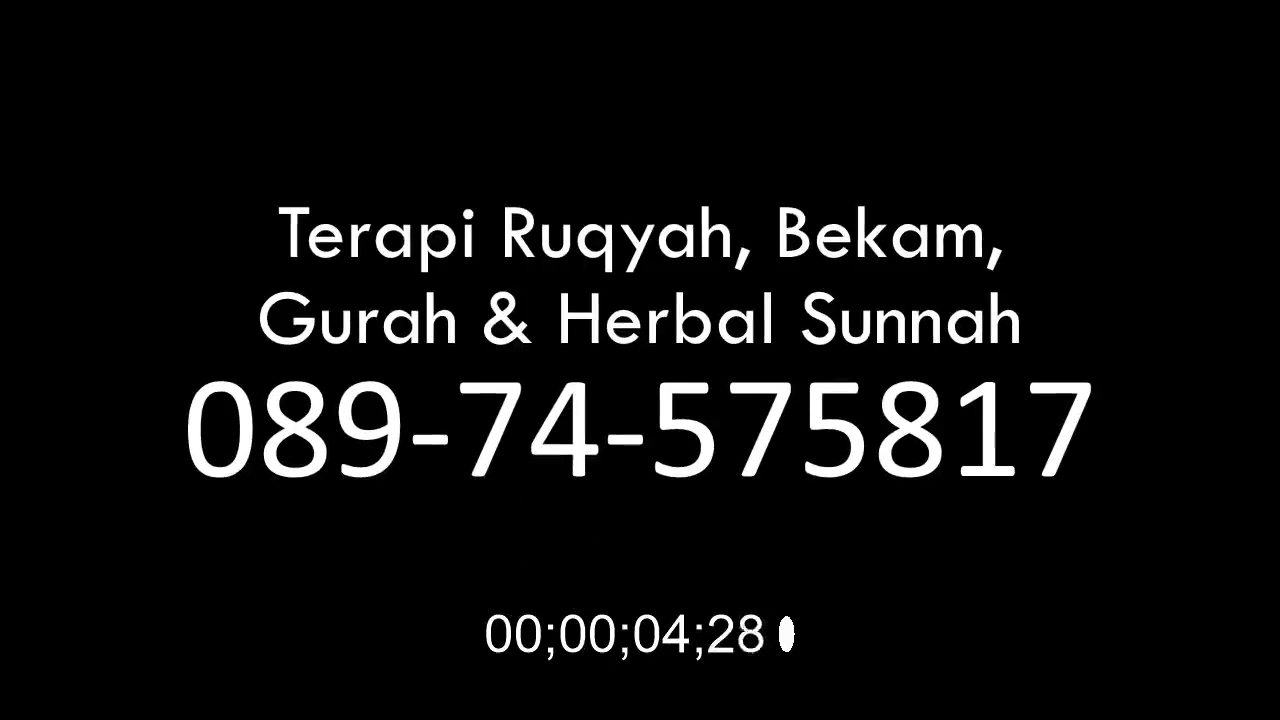 Terapi Ruqyah, Bekam,
Gurah & Herbal Sunnah
089-74-575817
00;00;04;28